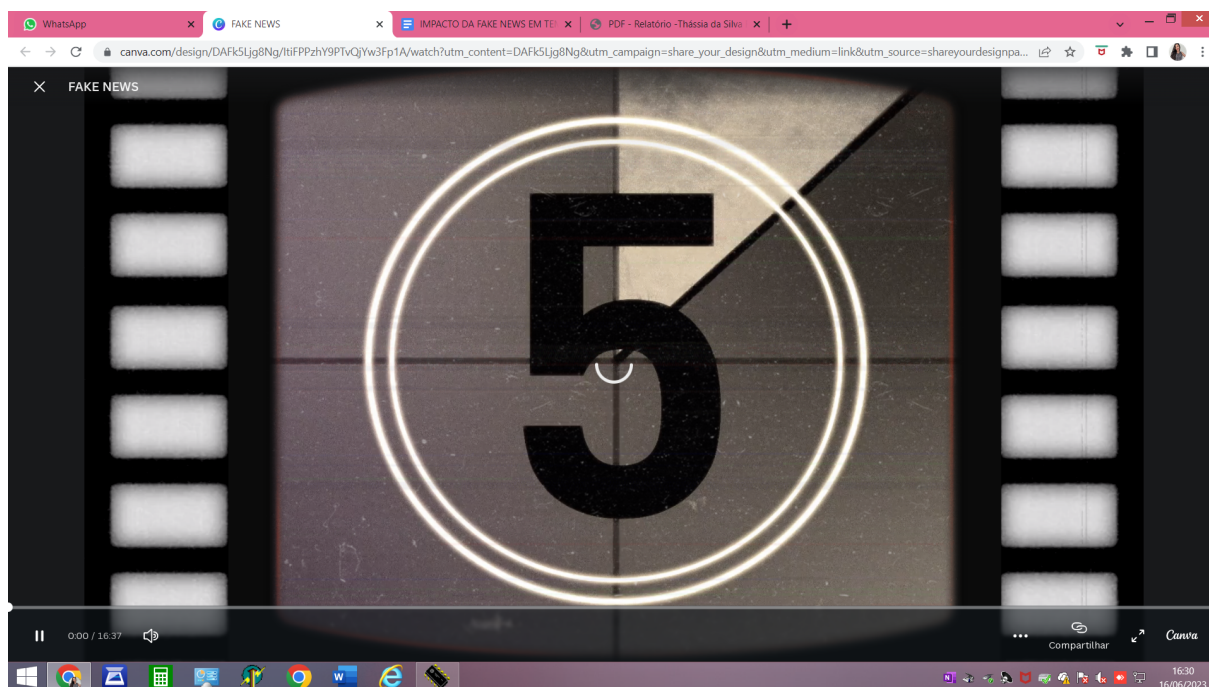 WhatsApp
FAKE NEWS
IMPACTO DA FAKE NEWS EM TE
PDF - Relatório -Thássia da Silva
canva.com/design/DAFk5Ljg8Ng/ItiFPPzhY9PTvQjYw3Fp1A/watch?utm_content=DAFk5Ljg8Ng&utm_campaign=share_your_design&utm_medium=link&utm_source=shareyourdesignpa...
FAKE NEWS
5
0:00 / 16:37
Compartilhar
Canva
16:30
16/06/2023